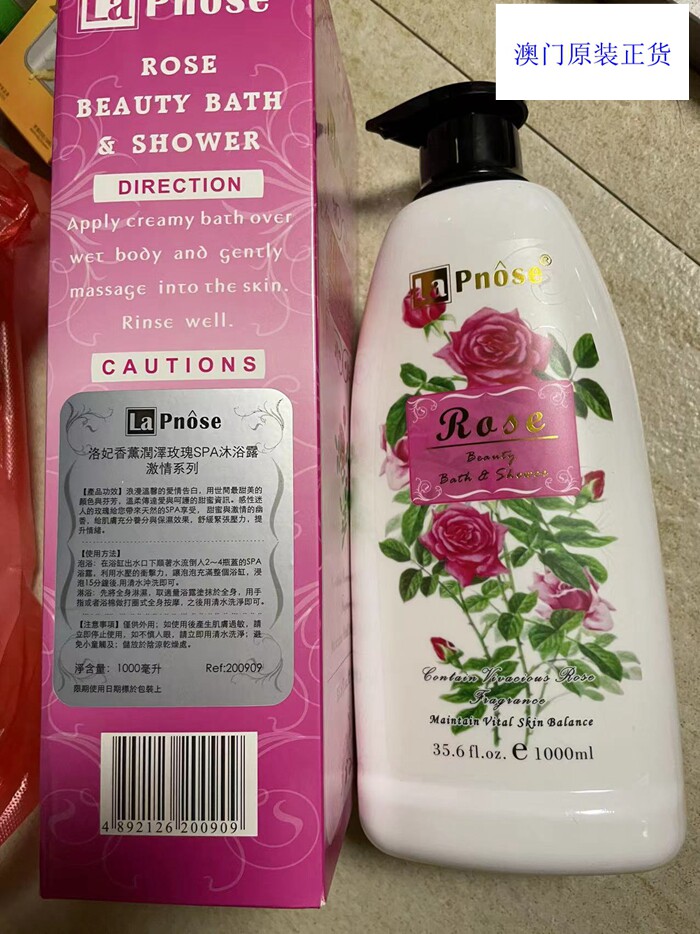 澳门原装正货
La Pnôse
ROSE
BEAUTY BATH
& SHOWER
DIRECTION
Apply creamy bath over
wet body and gently
massage into the skin.
Rinse well.
CAUTIONS
La Pnôse
洛妃香薰潤澤玫瑰SPA沐浴露
激情系列
【產品功效】浪漫溫馨的愛情告白，用世間最甜美的
顏色與芬芳，溫柔傳達愛與呵護的甜蜜資訊。感性迷
人的玫瑰給您帶來天然的SPA享受，甜蜜與激情的幽
香，給肌膚充分養分與保濕效果，舒緩緊張壓力，提
升情緒。
【使用方法】
泡浴：在浴缸出水口下顛著水流倒人2～4瓶蓋的SPA
浴露，利用水壓的衝擊力，讓泡泡充滿整個浴缸，浸
泡15分鐘後,用清水沖洗即可。
淋浴：先將全身淋濕，取適量浴露塗抹於全身，用手
指或者浴棉做打圈式全身按摩，之後用清水洗淨即可。
【注意事項】僅供外用；如使用後產生肌膚過敏，請
立即停止使用，如不慎入眼，請立即用清水洗淨；避
免小童觸及；儲放於陰涼乾燥處。
淨含量：1000毫升 Ref:200909
限期使用日期標於包裝上
4 892126 200909
La Pnôse®
Rose
Beauty
Bath & Shower
Contain Vivacious Rose
Fragrance
Maintain Vital Skin Balance
35.6 fl.oz. e 1000ml